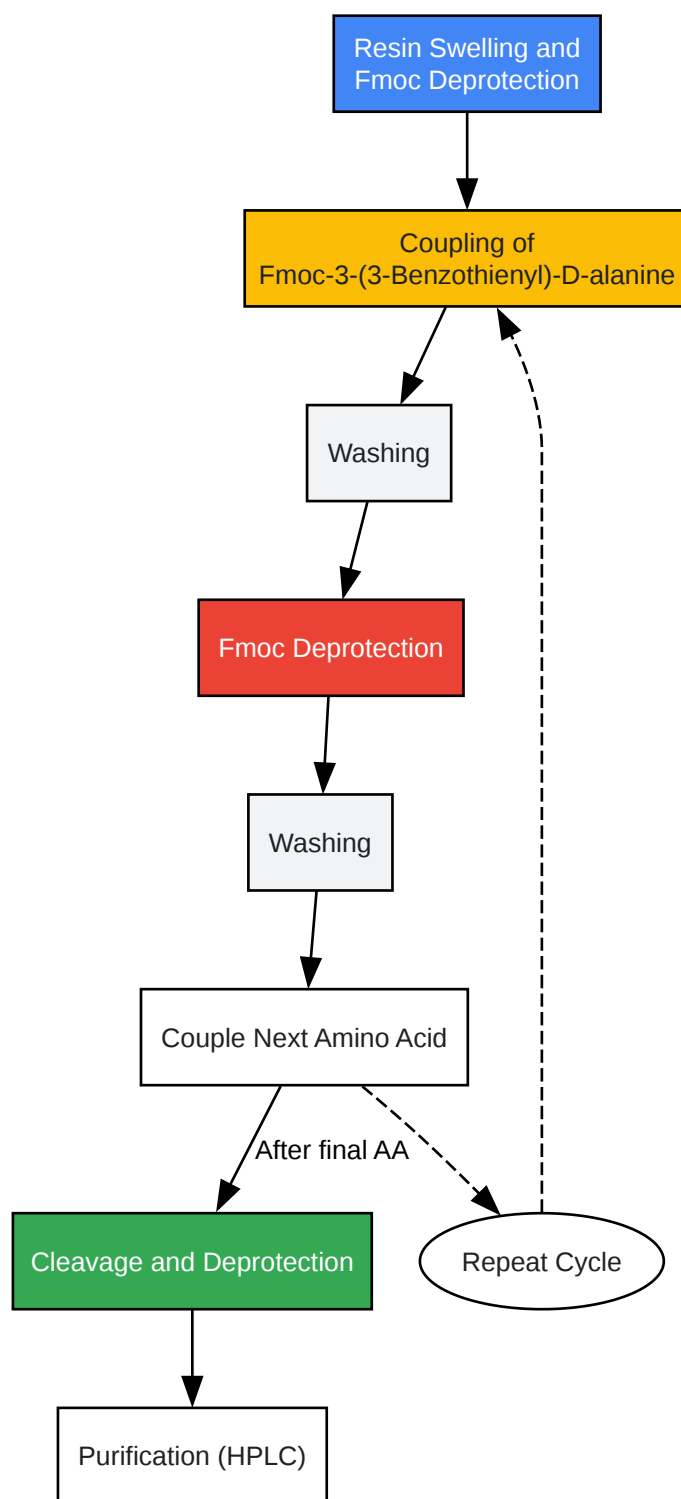 Resin Swelling and
Fmoc Deprotection
Coupling of
Fmoc-3-(3-Benzothienyl)-D-alanine
Washing
Fmoc Deprotection
Washing
Couple Next Amino Acid
After final AA
Cleavage and Deprotection
Repeat Cycle
Purification (HPLC)